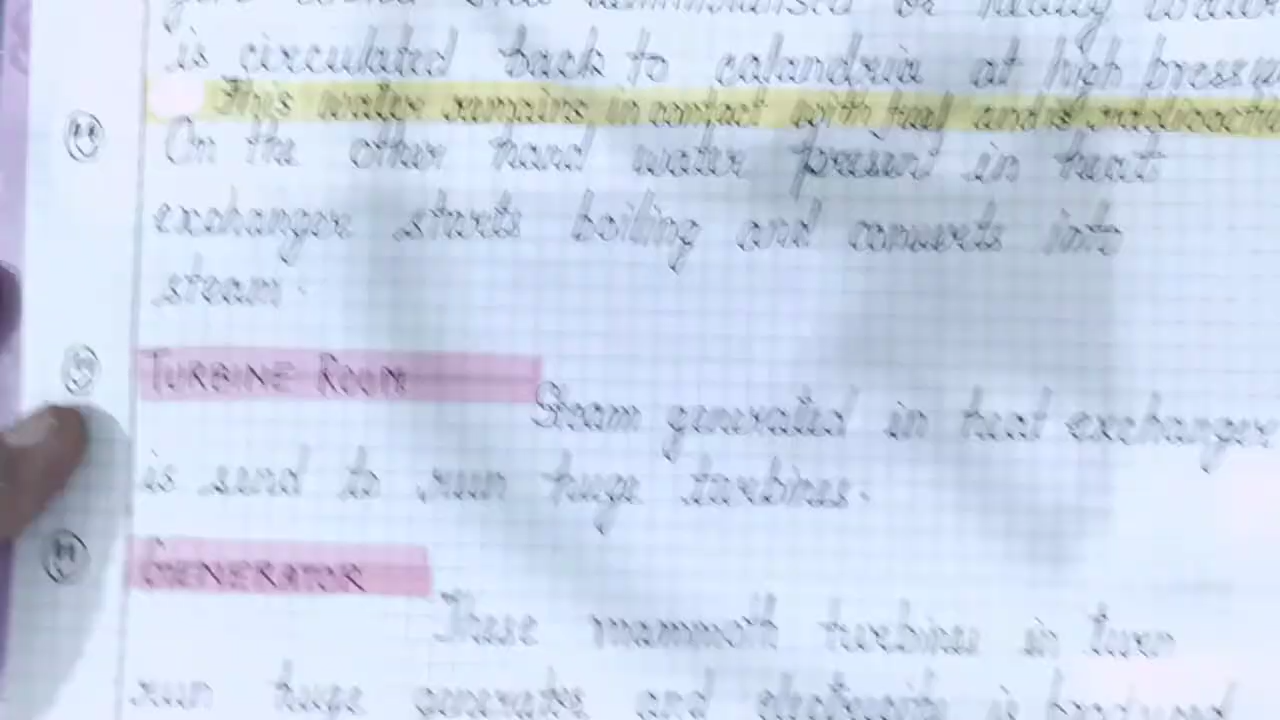 is circulated back to calandria at high
This water remains in contact with fuel and is radioactive
On the other hand water present in heat
exchanger starts boiling and converts into
steam.
TURBINE ROOM
Steam generated in heat exchanger
is send to run huge turbines.
GENERATOR
These mammoth turbines in turn
run huge generator and electricity is produced